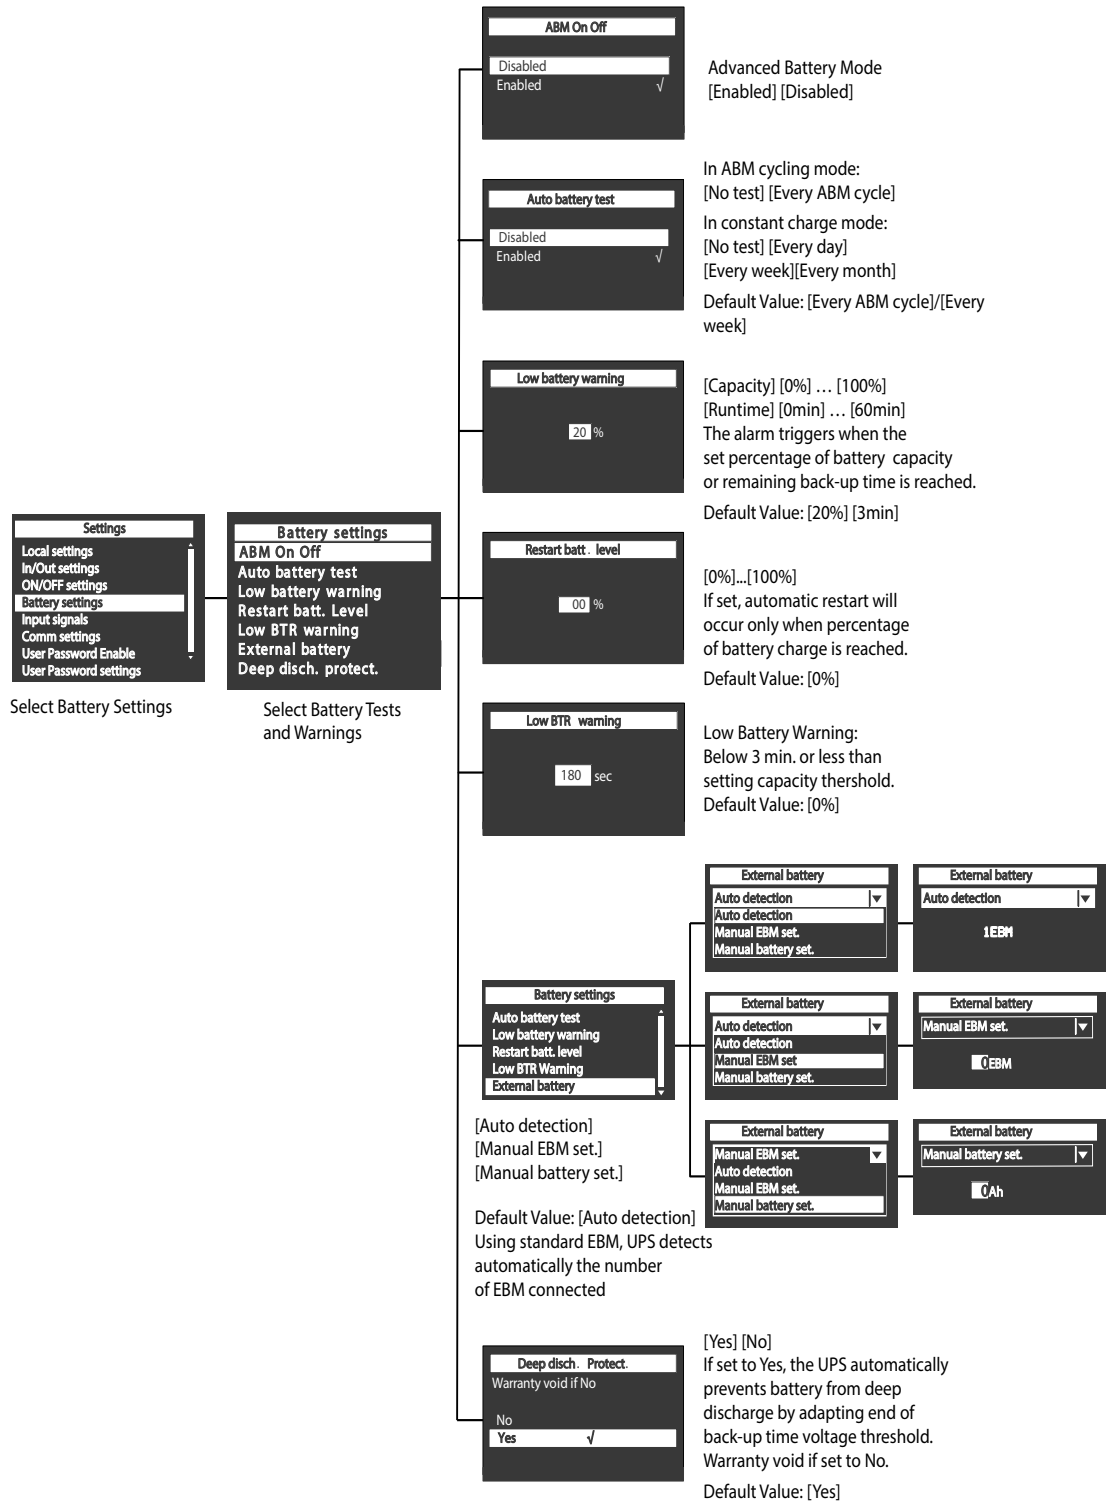 Settings
Local settings
In/Out settings
ON/OFF settings
Battery settings
Input signals
Comm settings
User Password Enable
User Password settings
Select Battery Settings
Battery settings
ABM On Off
Auto battery test
Low battery warning
Restart batt. Level
Low BTR warning
External battery
Deep disch. protect.
Select Battery Tests
and Warnings
ABM On Off
Disabled
Enabled √
Advanced Battery Mode
[Enabled] [Disabled]
Auto battery test
Disabled
Enabled √
In ABM cycling mode:
[No test] [Every ABM cycle]
In constant charge mode:
[No test] [Every day]
[Every week][Every month]
Default Value: [Every ABM cycle]/[Every
week]
Low battery warning
20 %
[Capacity] [0%] … [100%]
[Runtime] [0min] … [60min]
The alarm triggers when the
set percentage of battery capacity
or remaining back-up time is reached.
Default Value: [20%] [3min]
Restart batt. level
00 %
[0%]...[100%]
If set, automatic restart will
occur only when percentage
of battery charge is reached.
Default Value: [0%]
Low BTR warning
180 sec
Low Battery Warning:
Below 3 min. or less than
setting capacity thershold.
Default Value: [0%]
Battery settings
Auto battery test
Low battery warning
Restart batt. level
Low BTR Warning
External battery
[Auto detection]
[Manual EBM set.]
[Manual battery set.]
Default Value: [Auto detection]
Using standard EBM, UPS detects
automatically the number
of EBM connected
External battery
Auto detection
Auto detection
Manual EBM set.
Manual battery set.
External battery
Auto detection
1EBM
External battery
Auto detection
Auto detection
Manual EBM set
Manual battery set.
External battery
Manual EBM set.
0EBM
External battery
Manual EBM set.
Auto detection
Manual EBM set.
Manual battery set.
External battery
Manual battery set.
0Ah
Deep disch. Protect.
Warranty void if No
No
Yes √
[Yes] [No]
If set to Yes, the UPS automatically
prevents battery from deep
discharge by adapting end of
back-up time voltage threshold.
Warranty void if set to No.
Default Value: [Yes]